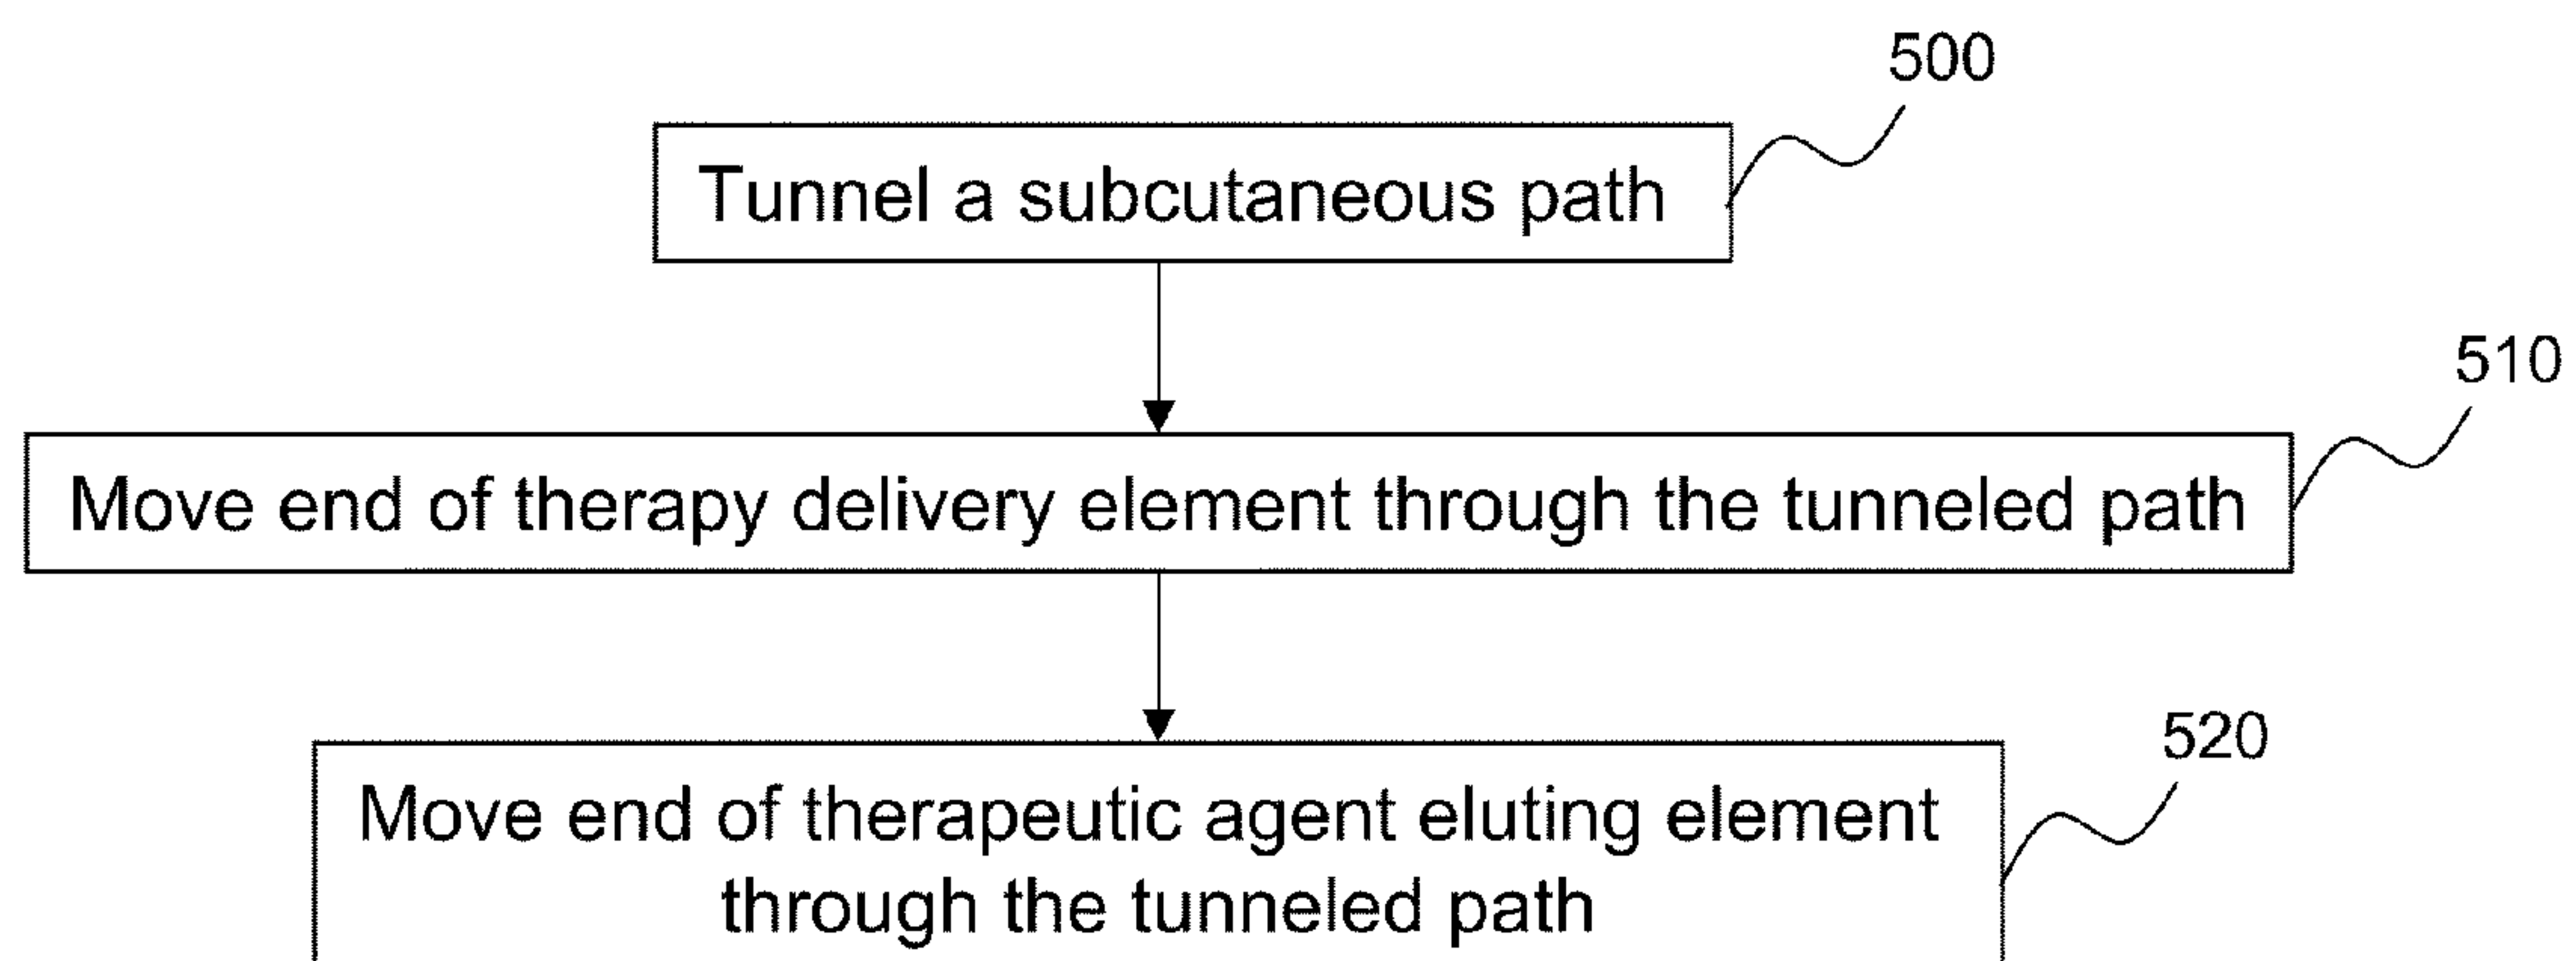 500
Tunnel a subcutaneous path
510
Move end of therapy delivery element through the tunneled path
520
Move end of therapeutic agent eluting element
through the tunneled path